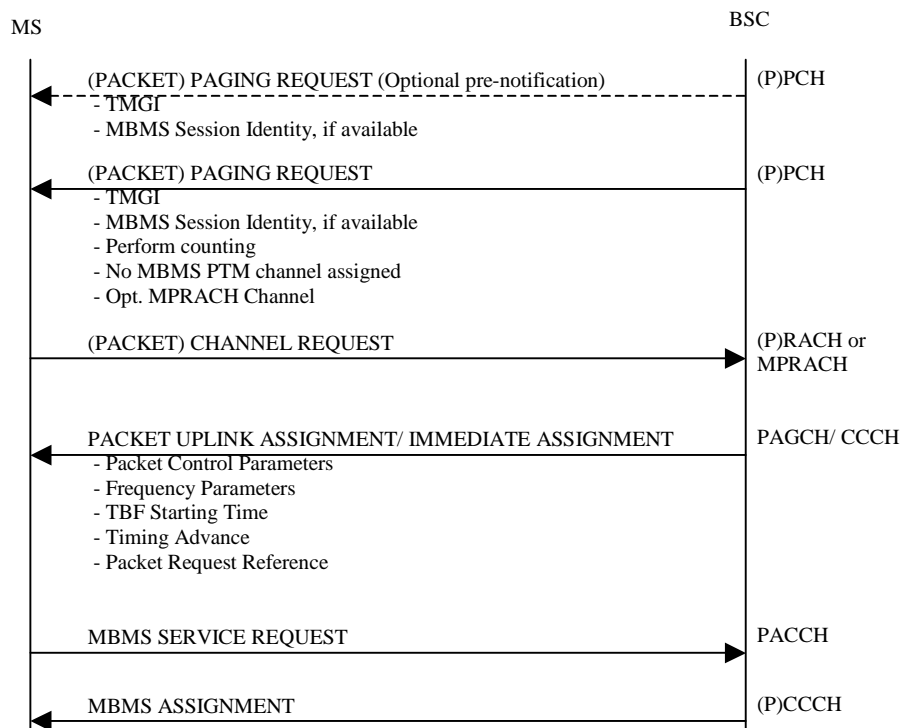 MS
BSC
(PACKET) PAGING REQUEST (Optional pre-notification)
(P)PCH
- TMGI
- MBMS Session Identity, if available
(PACKET) PAGING REQUEST
(P)PCH
- TMGI
- MBMS Session Identity, if available
- Perform counting
- No MBMS PTM channel assigned
- Opt. MPRACH Channel
(PACKET) CHANNEL REQUEST
(P)RACH or
MPRACH
PACKET UPLINK ASSIGNMENT/ IMMEDIATE ASSIGNMENT
PAGCH/ CCCH
- Packet Control Parameters
- Frequency Parameters
- TBF Starting Time
- Timing Advance
- Packet Request Reference
MBMS SERVICE REQUEST
PACCH
MBMS ASSIGNMENT
(P)CCCH